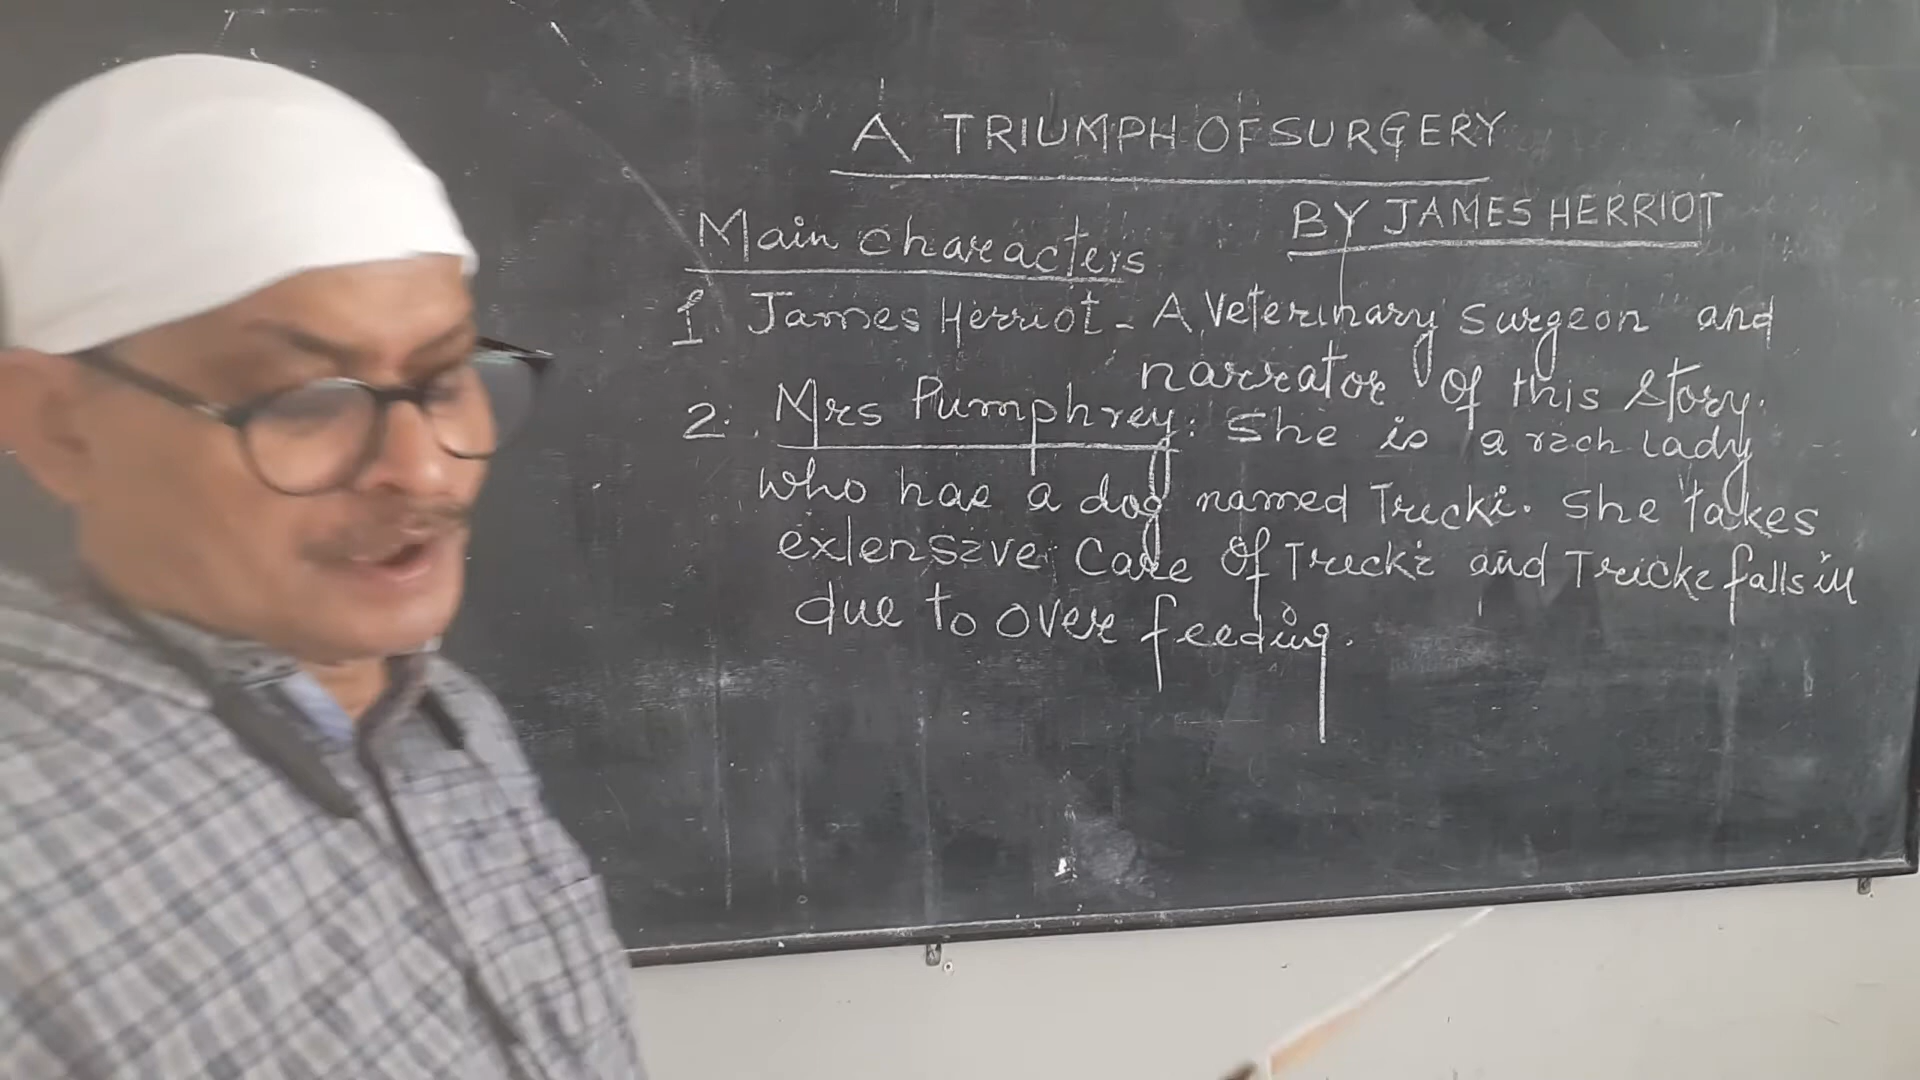 A TRIUMPH OF SURGERY
BY JAMES HERRIOT
Main characters
1. James Herriot - A Veterinary Surgeon and
narrator of this Story.
2. Mrs Pumphrey: She is a rich lady
who has a dog named Tricki. She takes
extensive Care Of Tricki and Tricki falls ill
due to over feeding.